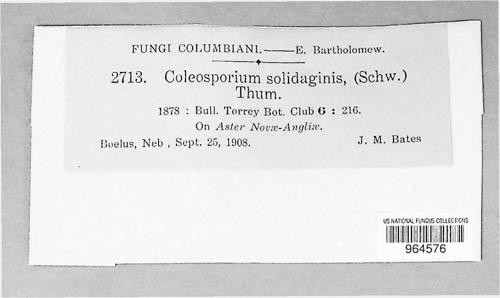 FUNGI COLUMBIANI.——E. Bartholomew.
2713. Coleosporium solidaginis, (Schw.)
Thum.
1878 : Bull. Torrey Bot. Club 6 : 216.
On Aster Novæ-Angliæ.
Boelus, Neb , Sept. 25, 1908. J. M. Bates
US NATIONAL FUNGUS COLLECTIONS
964576